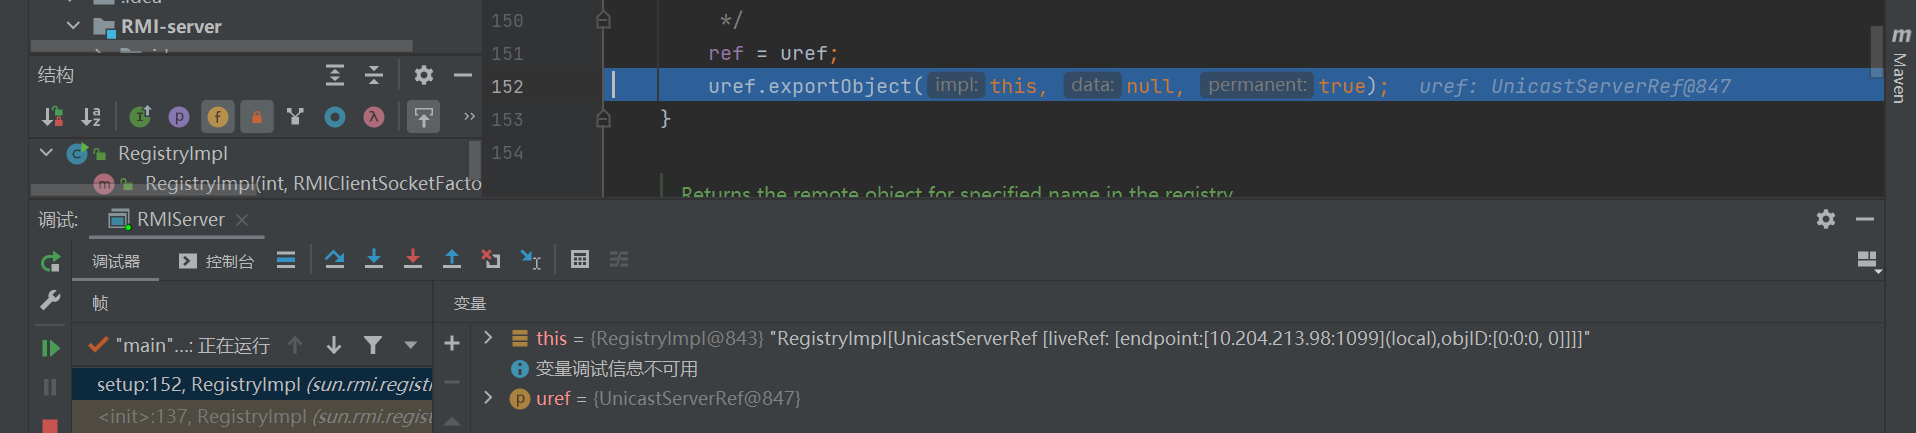 .idea
RMI-server
结构
RegistryImpl
RegistryImpl(int, RMIClientSocketFacto
150 */
151 ref = uref;
152 uref.exportObject( impl: this, data: null, permanent: true); uref: UnicastServerRef@847
153 }
154
Returns the remote object for specified name in the registry
m Maven
调试: RMIServer
调试器 控制台
帧
"main"...: 正在运行
setup:152, RegistryImpl (sun.rmi.registr
<init>:137, RegistryImpl (sun.rmi.regist
变量
this = {RegistryImpl@843} "RegistryImpl[UnicastServerRef [liveRef: [endpoint:[10.204.213.98:1099](local),objID:[0:0:0, 0]]]]"
变量调试信息不可用
uref = {UnicastServerRef@847}